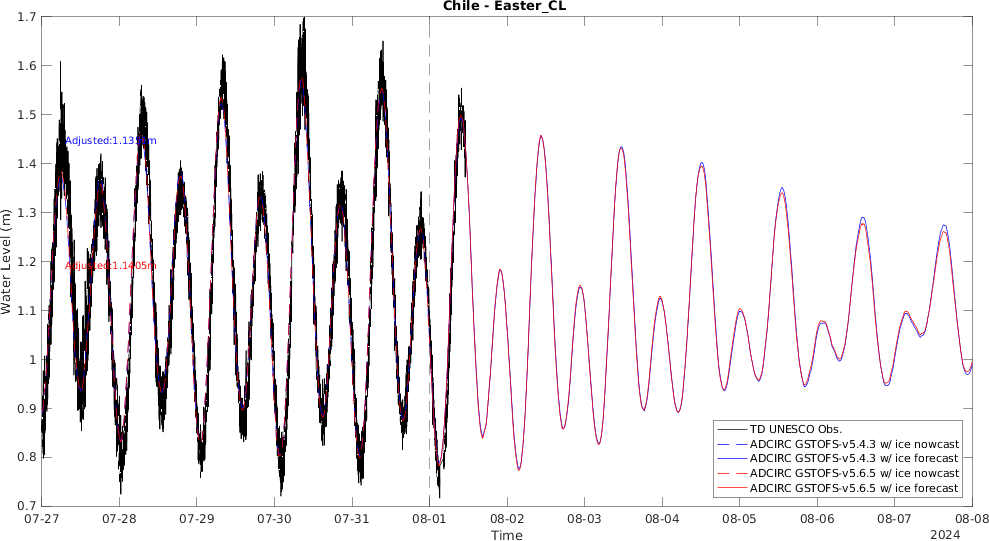 Chile - Easter_CL
1.7
1.6
1.5
1.4
1.3
1.2
1.1
1
0.9
0.8
0.7
Water Level (m)
Adjusted:1.1405m
TD UNESCO Obs.
ADCIRC GSTOFS-v5.4.3 w/ ice nowcast
ADCIRC GSTOFS-v5.4.3 w/ ice forecast
ADCIRC GSTOFS-v5.6.5 w/ ice nowcast
ADCIRC GSTOFS-v5.6.5 w/ ice forecast
07-27 07-28 07-29 07-30 07-31 08-01 08-02 08-03 08-04 08-05 08-06 08-07 08-08
Time
2024